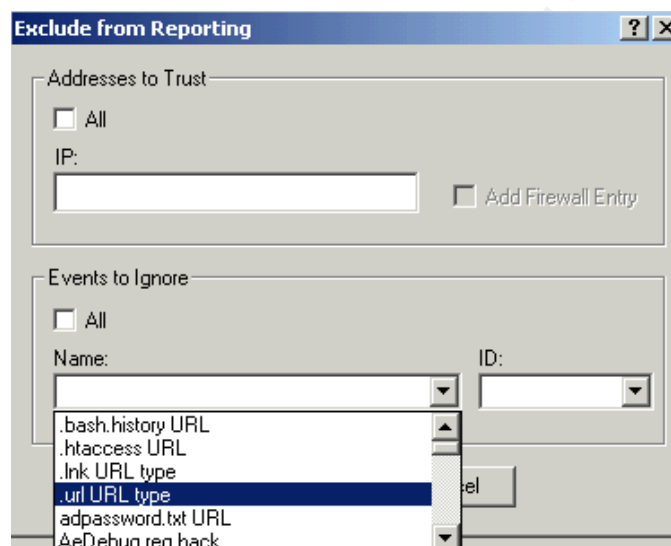 Exclude from Reporting
Addresses to Trust
All
IP:
Add Firewall Entry
Events to Ignore
All
Name:
ID:
.bash.history URL
.htaccess URL
.lnk URL type
.url URL type
adpassword.txt URL
AeDebug reg hack